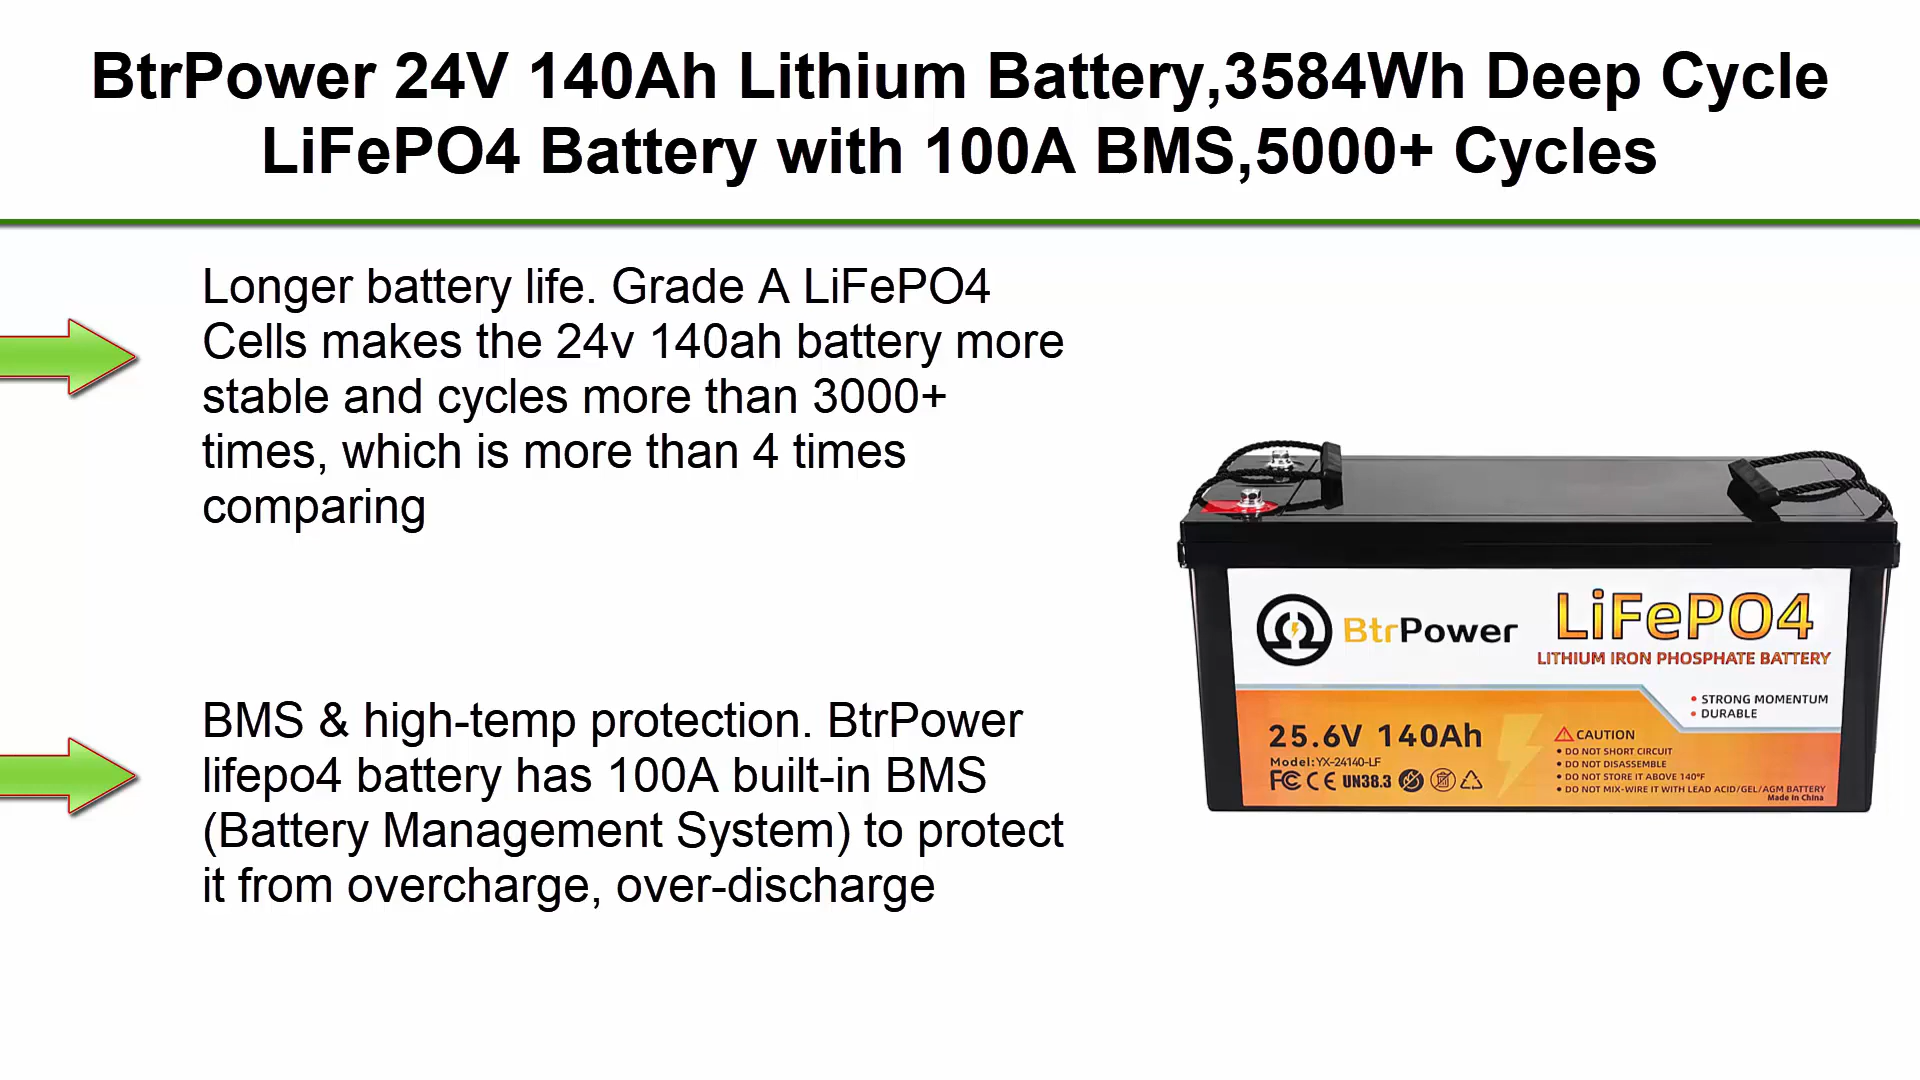 BtrPower 24V 140Ah Lithium Battery,3584Wh Deep Cycle
LiFePO4 Battery with 100A BMS,5000+ Cycles
Longer battery life. Grade A LiFePO4
Cells makes the 24v 140ah battery more
stable and cycles more than 3000+
times, which is more than 4 times
comparing
BMS & high-temp protection. BtrPower
lifepo4 battery has 100A built-in BMS
(Battery Management System) to protect
it from overcharge, over-discharge
BtrPower
LiFePO4
LITHIUM IRON PHOSPHATE BATTERY
• STRONG MOMENTUM
• DURABLE
25.6V 140Ah
Model:YX-24140-LF
FC CE UN38.3
CAUTION
• DO NOT SHORT CIRCUIT
• DO NOT DISASSEMBLE
• DO NOT STORE IT ABOVE 140°F
• DO NOT MIX-WIRE IT WITH LEAD ACID/GEL/AGM BATTERY
Made In China